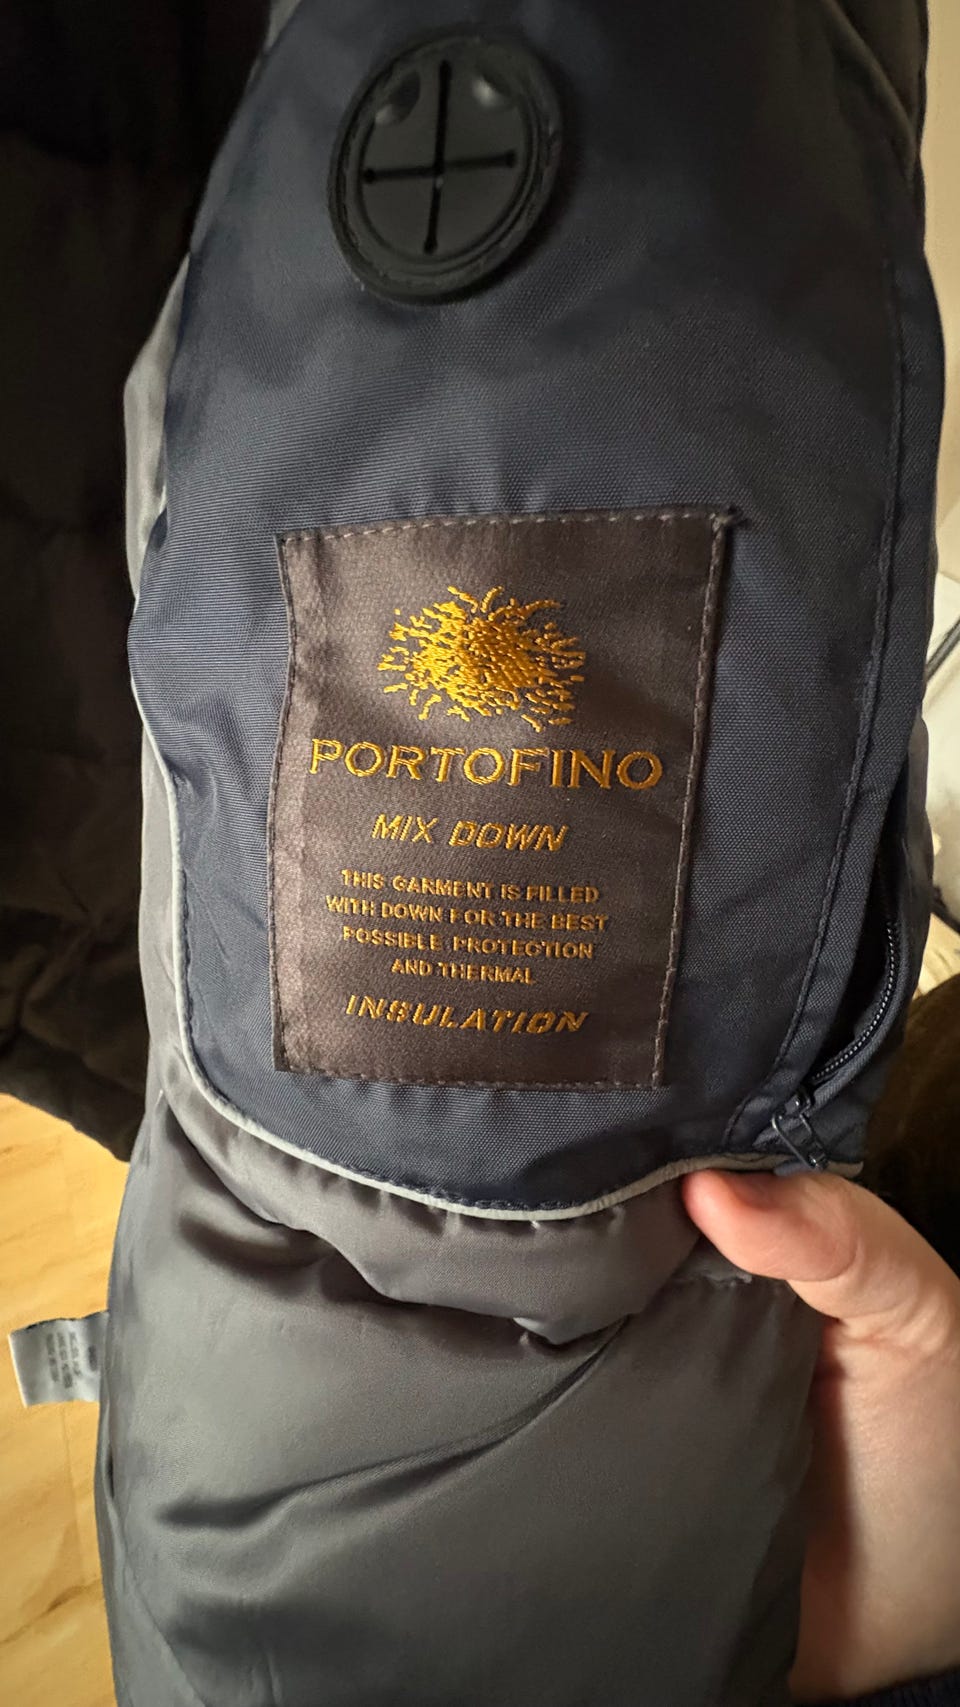 PORTOFINO
MIX DOWN
THIS GARMENT IS FILLED
WITH DOWN FOR THE BEST
POSSIBLE PROTECTION
AND THERMAL
INSULATION